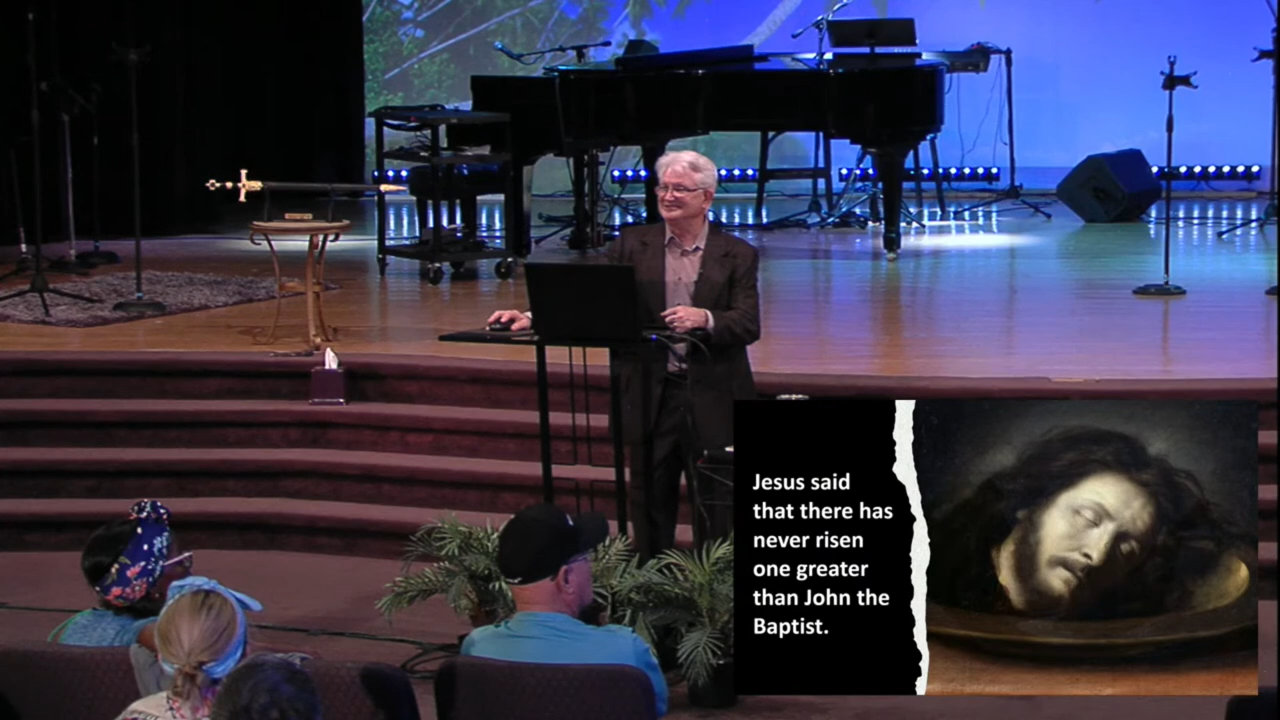 Jesus said
that there has
never risen
one greater
than John the
Baptist.